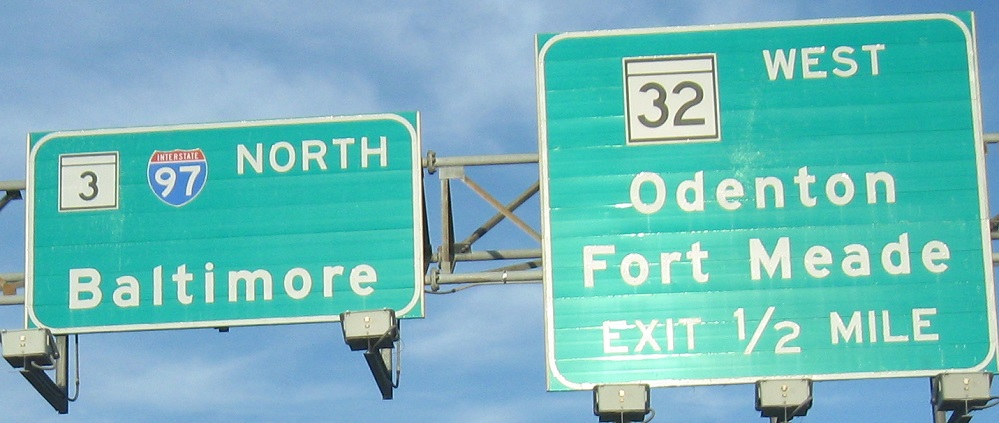 3 INTERSTATE 97 NORTH
Baltimore
32 WEST
Odenton
Fort Meade
EXIT 1/2 MILE